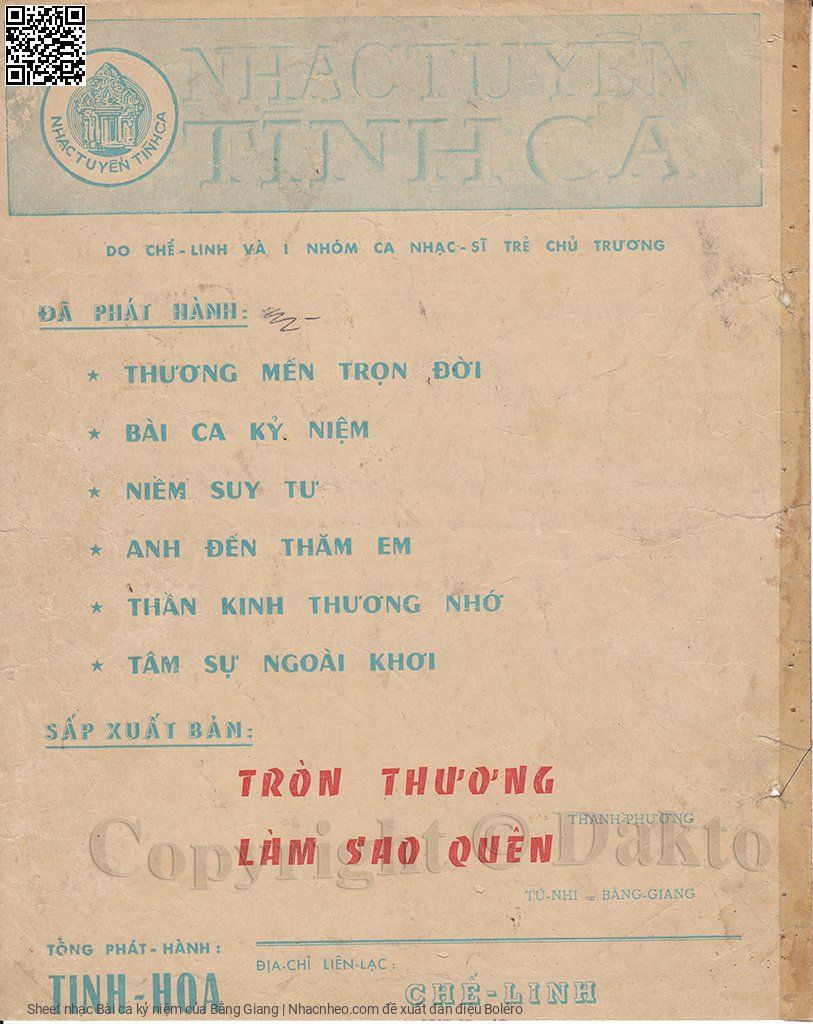 NHẠC TUYỂN
TÌNH CA
NHẠC TUYỂN TÌNH CA
DO CHẾ-LINH VÀ 1 NHÓM CA NHẠC-SĨ TRẺ CHỦ TRƯƠNG
ĐÃ PHÁT HÀNH:
★ THƯƠNG MẾN TRỌN ĐỜI
★ BÀI CA KỶ NIỆM
★ NIỀM SUY TƯ
★ ANH ĐẾN THĂM EM
★ THẦN KINH THƯƠNG NHỚ
★ TÂM SỰ NGOÀI KHƠI
SẮP XUẤT BẢN:
TRÒN THƯƠNG
THANH-PHƯƠNG
Copyright © Dakto
LÀM SAO QUÊN
TÚ-NHI = BĂNG-GIANG
TỔNG PHÁT-HÀNH:
ĐỊA-CHỈ LIÊN-LẠC:
TINH-HOA
CHẾ-LINH
Sheet nhạc Bài ca kỷ niệm của Bằng Giang | Nhacnheo.com đề xuất đàn điệu Bolero